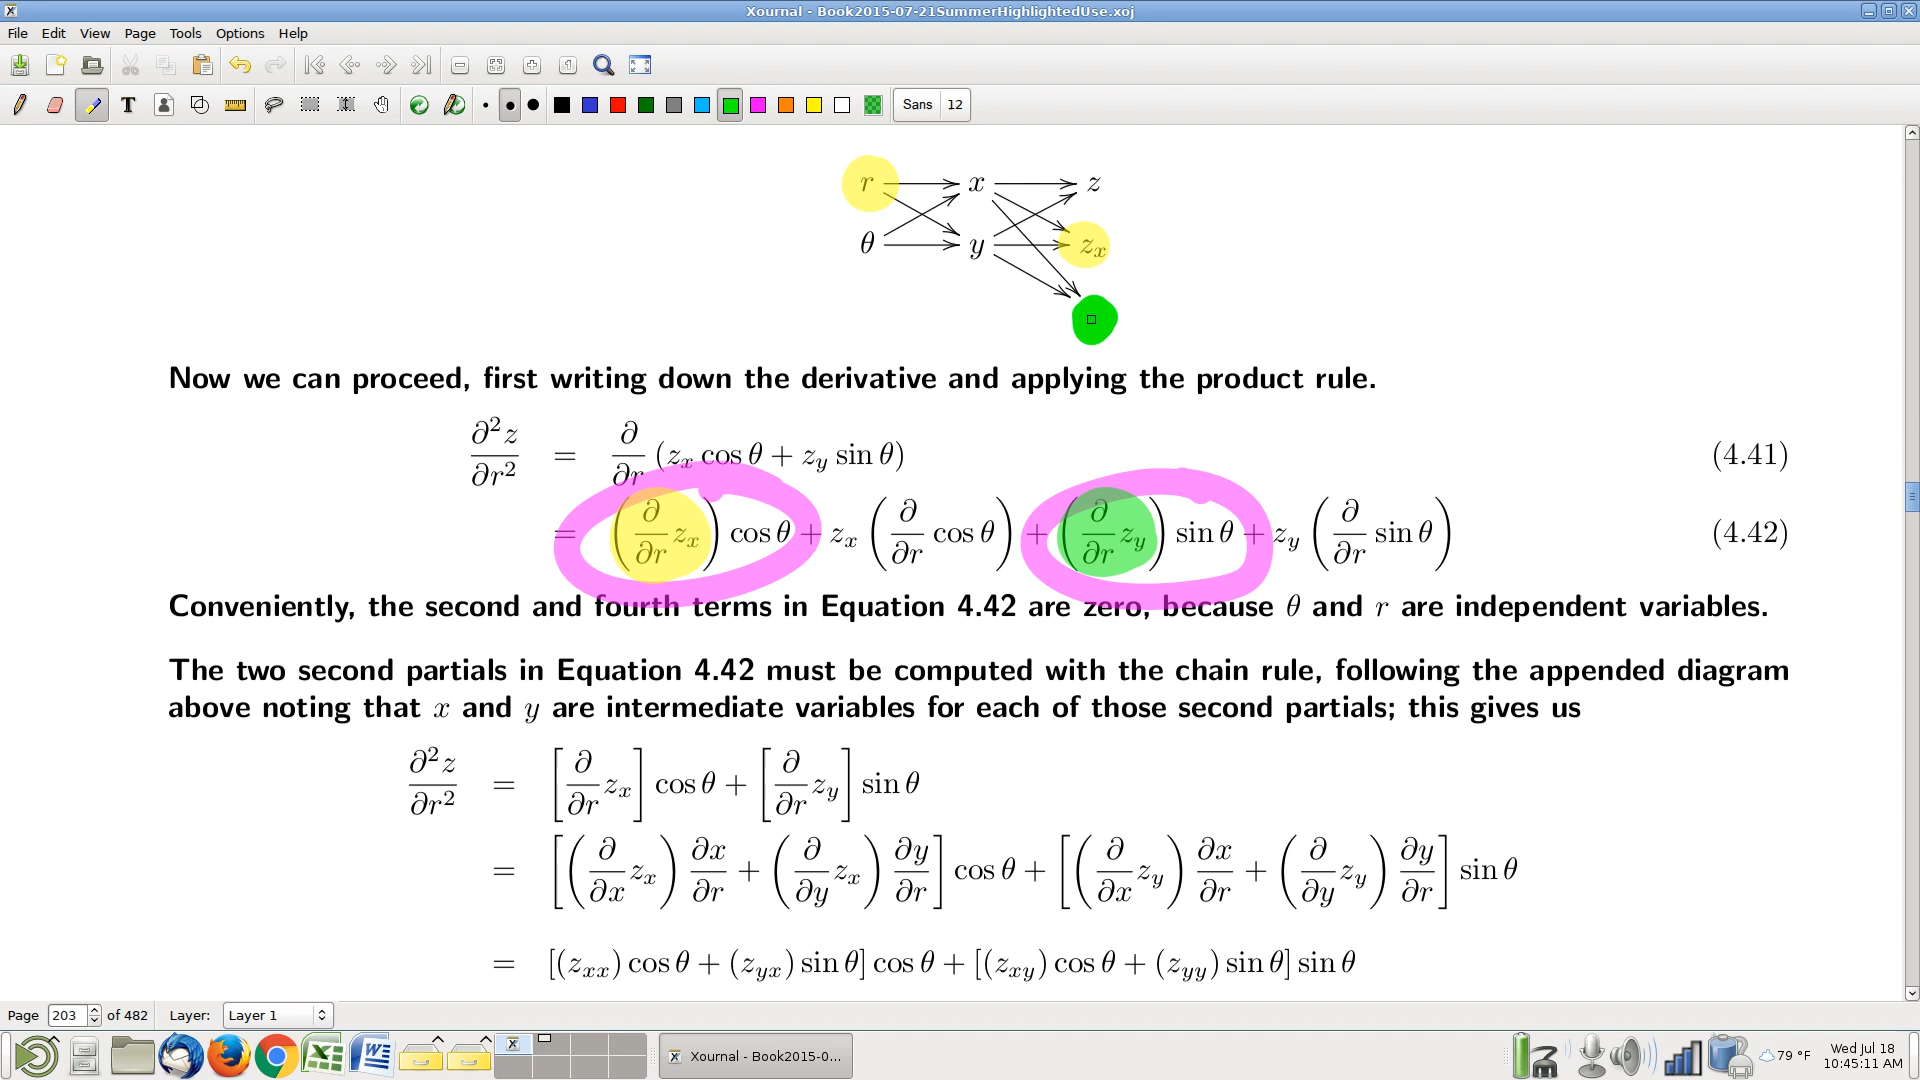 Xournal - Book2015-07-21SummerHighlightedUse.xoj
File Edit View Page Tools Options Help
Sans 12
r x z
θ y z_x
Now we can proceed, first writing down the derivative and applying the product rule.
∂²z/∂r² = ∂/∂r (z_x cos θ + z_y sin θ) (4.41)
= (∂/∂r z_x) cos θ + z_x (∂/∂r cos θ) + (∂/∂r z_y) sin θ + z_y (∂/∂r sin θ) (4.42)
Conveniently, the second and fourth terms in Equation 4.42 are zero, because θ and r are independent variables.
The two second partials in Equation 4.42 must be computed with the chain rule, following the appended diagram
above noting that x and y are intermediate variables for each of those second partials; this gives us
∂²z/∂r² = [∂/∂r z_x] cos θ + [∂/∂r z_y] sin θ
= [(∂/∂x z_x) ∂x/∂r + (∂/∂y z_x) ∂y/∂r] cos θ + [(∂/∂x z_y) ∂x/∂r + (∂/∂y z_y) ∂y/∂r] sin θ
= [(z_xx) cos θ + (z_yx) sin θ] cos θ + [(z_xy) cos θ + (z_yy) sin θ] sin θ
Page 203 of 482 Layer: Layer 1
Xournal - Book2015-0...
79 °F
Wed Jul 18
10:45:11 AM